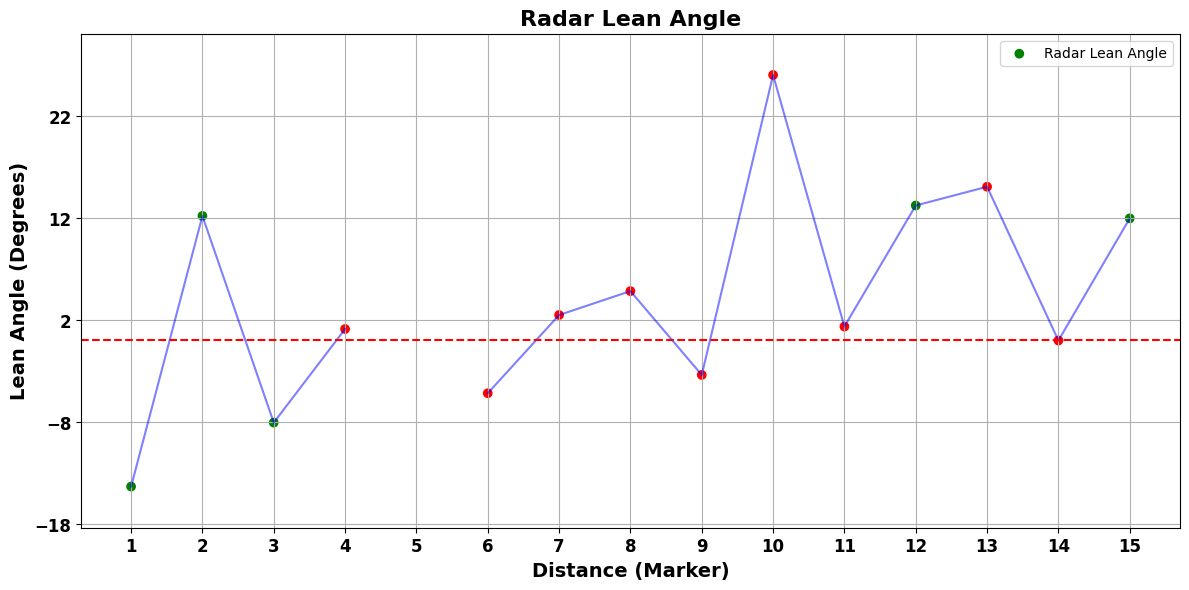 Radar Lean Angle
Radar Lean Angle
Lean Angle (Degrees)
22
12
2
−8
−18
1 2 3 4 5 6 7 8 9 10 11 12 13 14 15
Distance (Marker)